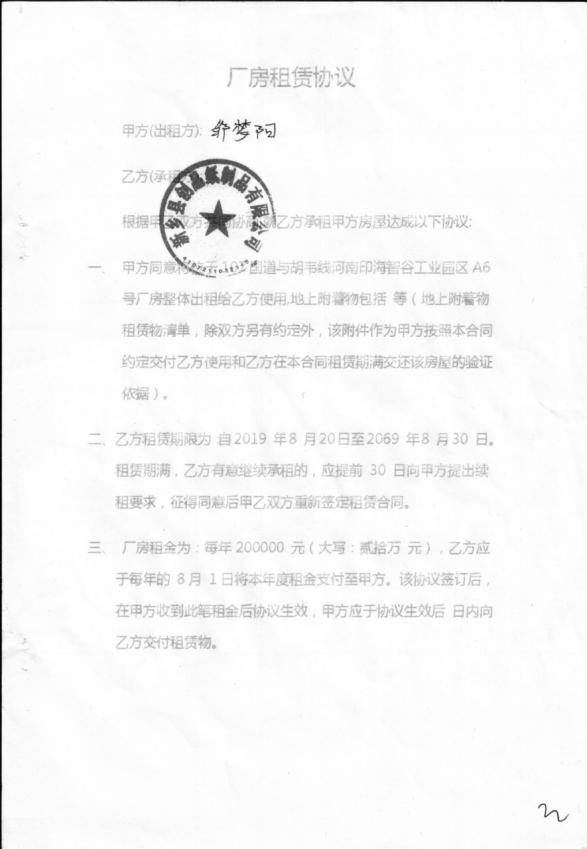 厂房租赁协议
甲方(出租方): 邹梦阳
乙方(承租
新乡县创品纸制品有限公司
根据甲乙双方共同协商,就乙方承租甲方房屋达成以下协议:
一、 甲方同意将位于107国道与胡韦线河南印海智谷工业园区 A6
号厂房整体出租给乙方使用,地上附著物包括 等(地上附著物
租赁物清单,除双方另有约定外,该附件作为甲方按照本合同
约定交付乙方使用和乙方在本合同租赁期满交还该房屋的验证
依据)。
二、 乙方租赁期限为:自2019 年 8 月20日至2069 年 8 月 30 日。
租赁期满,乙方有意继续承租的,应提前 30 日向甲方提出续
租要求,征得同意后甲乙双方重新签定租赁合同。
三、 厂房租金为:每年 200000 元(大写:贰拾万 元),乙方应
于每年的 8 月 1 日将本年度租金支付至甲方。该协议签订后,
在甲方收到此笔租金后协议生效,甲方应于协议生效后 日内向
乙方交付租赁物。